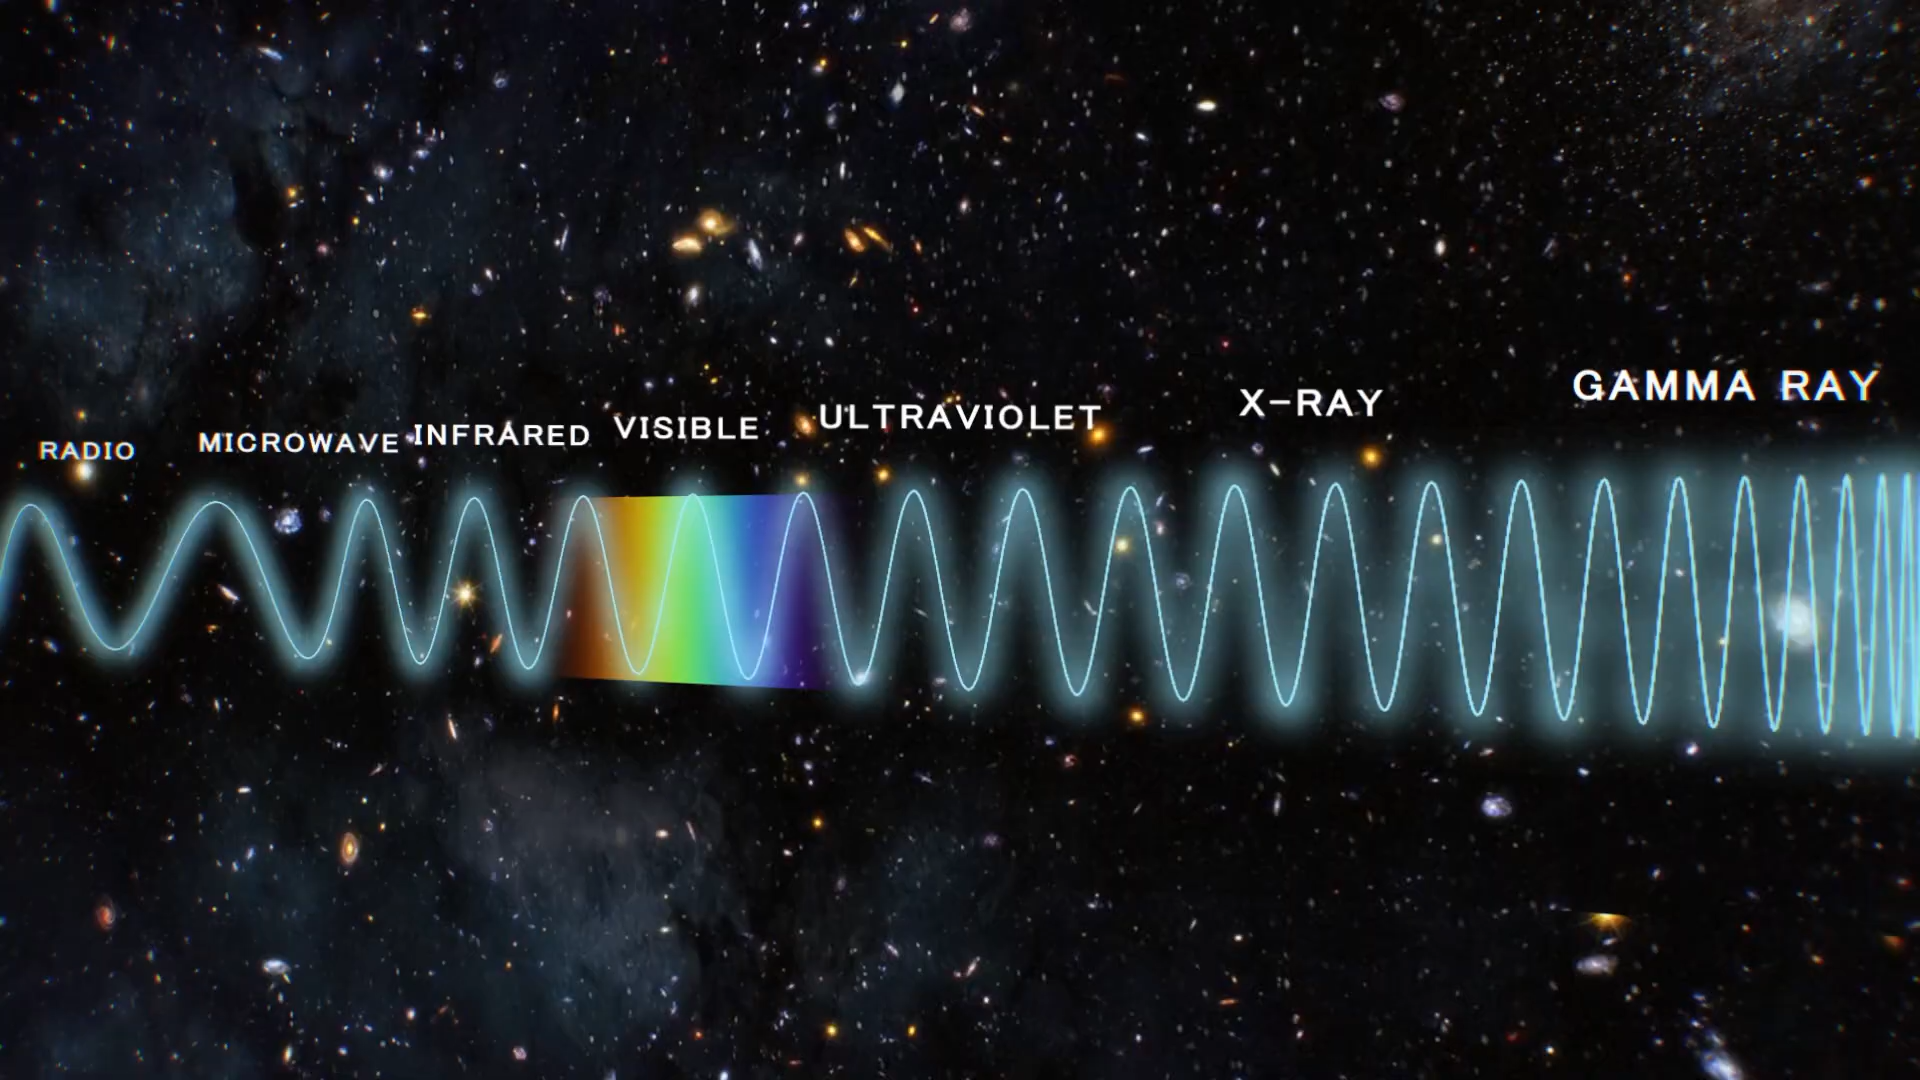 RADIO
MICROWAVE
INFRARED
VISIBLE
ULTRAVIOLET
X-RAY
GAMMA RAY